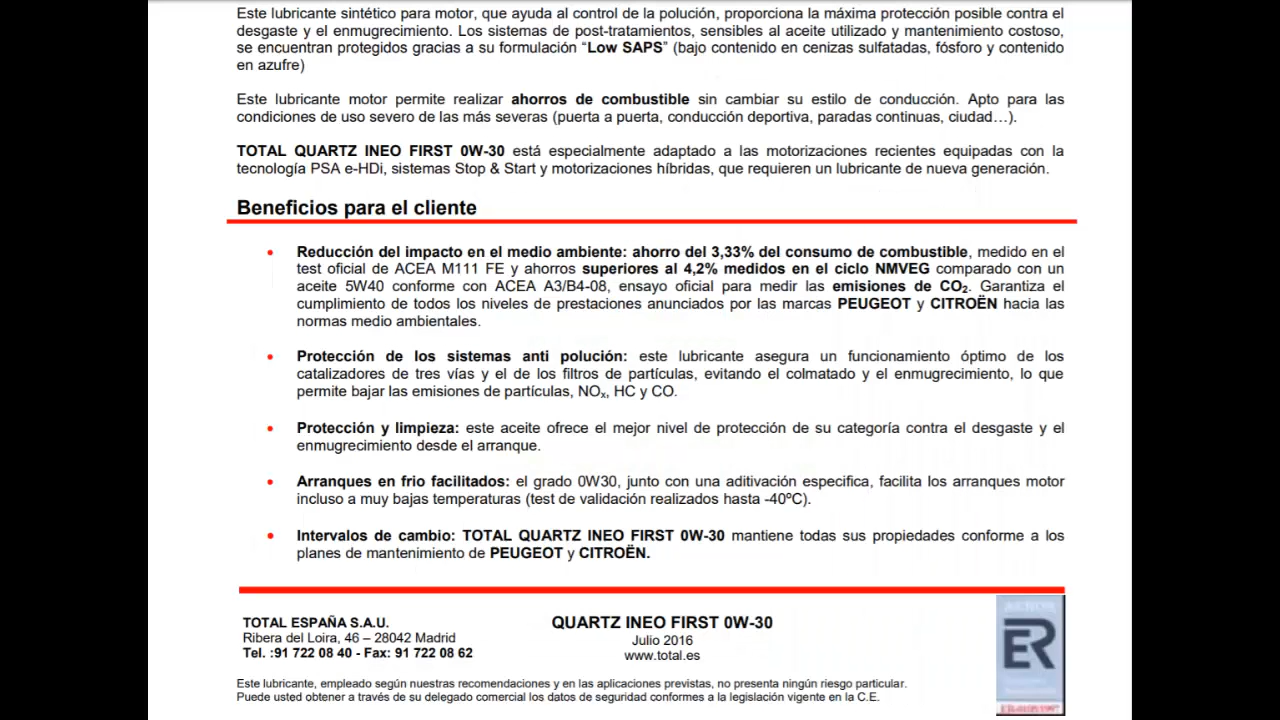 Este lubricante sintético para motor, que ayuda al control de la polución, proporciona la máxima protección posible contra el
desgaste y el enmugrecimiento. Los sistemas de post-tratamientos, sensibles al aceite utilizado y mantenimiento costoso,
se encuentran protegidos gracias a su formulación “Low SAPS” (bajo contenido en cenizas sulfatadas, fósforo y contenido
en azufre)
Este lubricante motor permite realizar ahorros de combustible sin cambiar su estilo de conducción. Apto para las
condiciones de uso severo de las más severas (puerta a puerta, conducción deportiva, paradas continuas, ciudad…).
TOTAL QUARTZ INEO FIRST 0W-30 está especialmente adaptado a las motorizaciones recientes equipadas con la
tecnología PSA e-HDi, sistemas Stop & Start y motorizaciones híbridas, que requieren un lubricante de nueva generación.
Beneficios para el cliente
• Reducción del impacto en el medio ambiente: ahorro del 3,33% del consumo de combustible, medido en el
test oficial de ACEA M111 FE y ahorros superiores al 4,2% medidos en el ciclo NMVEG comparado con un
aceite 5W40 conforme con ACEA A3/B4-08, ensayo oficial para medir las emisiones de CO₂. Garantiza el
cumplimiento de todos los niveles de prestaciones anunciados por las marcas PEUGEOT y CITROËN hacia las
normas medio ambientales.
• Protección de los sistemas anti polución: este lubricante asegura un funcionamiento óptimo de los
catalizadores de tres vías y el de los filtros de partículas, evitando el colmatado y el enmugrecimiento, lo que
permite bajar las emisiones de partículas, NOₓ, HC y CO.
• Protección y limpieza: este aceite ofrece el mejor nivel de protección de su categoría contra el desgaste y el
enmugrecimiento desde el arranque.
• Arranques en frio facilitados: el grado 0W30, junto con una aditivación especifica, facilita los arranques motor
incluso a muy bajas temperaturas (test de validación realizados hasta -40ºC).
• Intervalos de cambio: TOTAL QUARTZ INEO FIRST 0W-30 mantiene todas sus propiedades conforme a los
planes de mantenimiento de PEUGEOT y CITROËN.
TOTAL ESPAÑA S.A.U.
Ribera del Loira, 46 – 28042 Madrid
Tel. :91 722 08 40 - Fax: 91 722 08 62
QUARTZ INEO FIRST 0W-30
Julio 2016
www.total.es
AENOR
ER
Este lubricante, empleado según nuestras recomendaciones y en las aplicaciones previstas, no presenta ningún riesgo particular.
Puede usted obtener a través de su delegado comercial los datos de seguridad conformes a la legislación vigente en la C.E.